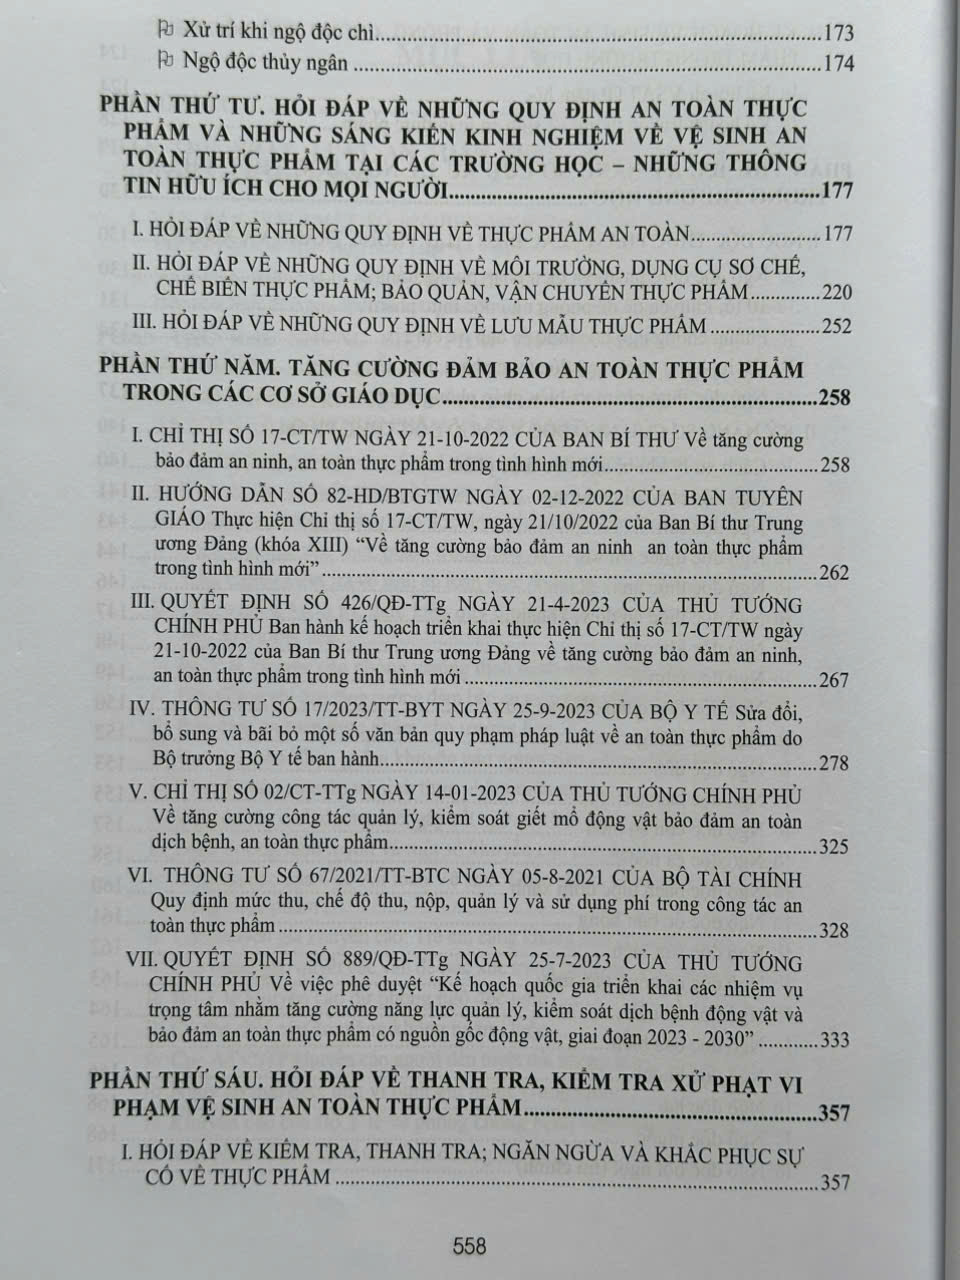 Xử trí khi ngộ độc chì..........173
Ngộ độc thủy ngân..........174
PHẦN THỨ TƯ. HỎI ĐÁP VỀ NHỮNG QUY ĐỊNH AN TOÀN THỰC
PHẨM VÀ NHỮNG SÁNG KIẾN KINH NGHIỆM VỀ VỆ SINH AN
TOÀN THỰC PHẨM TẠI CÁC TRƯỜNG HỌC – NHỮNG THÔNG
TIN HỮU ÍCH CHO MỌI NGƯỜI..........177
I. HỎI ĐÁP VỀ NHỮNG QUY ĐỊNH VỀ THỰC PHẨM AN TOÀN..........177
II. HỎI ĐÁP VỀ NHỮNG QUY ĐỊNH VỀ MÔI TRƯỜNG, DỤNG CỤ SƠ CHẾ,
CHẾ BIẾN THỰC PHẨM; BẢO QUẢN, VẬN CHUYỂN THỰC PHẨM..........220
III. HỎI ĐÁP VỀ NHỮNG QUY ĐỊNH VỀ LƯU MẪU THỰC PHẨM..........252
PHẦN THỨ NĂM. TĂNG CƯỜNG ĐẢM BẢO AN TOÀN THỰC PHẨM
TRONG CÁC CƠ SỞ GIÁO DỤC..........258
I. CHỈ THỊ SỐ 17-CT/TW NGÀY 21-10-2022 CỦA BAN BÍ THƯ Về tăng cường
bảo đảm an ninh, an toàn thực phẩm trong tình hình mới..........258
II. HƯỚNG DẪN SỐ 82-HD/BTGTW NGÀY 02-12-2022 CỦA BAN TUYÊN
GIÁO Thực hiện Chỉ thị số 17-CT/TW, ngày 21/10/2022 của Ban Bí thư Trung
ương Đảng (khóa XIII) “Về tăng cường bảo đảm an ninh an toàn thực phẩm
trong tình hình mới”..........262
III. QUYẾT ĐỊNH SỐ 426/QĐ-TTg NGÀY 21-4-2023 CỦA THỦ TƯỚNG
CHÍNH PHỦ Ban hành kế hoạch triển khai thực hiện Chỉ thị số 17-CT/TW ngày
21-10-2022 của Ban Bí thư Trung ương Đảng về tăng cường bảo đảm an ninh,
an toàn thực phẩm trong tình hình mới..........267
IV. THÔNG TƯ SỐ 17/2023/TT-BYT NGÀY 25-9-2023 CỦA BỘ Y TẾ Sửa đổi,
bổ sung và bãi bỏ một số văn bản quy phạm pháp luật về an toàn thực phẩm do
Bộ trưởng Bộ Y tế ban hành..........278
V. CHỈ THỊ SỐ 02/CT-TTg NGÀY 14-01-2023 CỦA THỦ TƯỚNG CHÍNH PHỦ
Về tăng cường công tác quản lý, kiểm soát giết mổ động vật bảo đảm an toàn
dịch bệnh, an toàn thực phẩm..........325
VI. THÔNG TƯ SỐ 67/2021/TT-BTC NGÀY 05-8-2021 CỦA BỘ TÀI CHÍNH
Quy định mức thu, chế độ thu, nộp, quản lý và sử dụng phí trong công tác an
toàn thực phẩm..........328
VII. QUYẾT ĐỊNH SỐ 889/QĐ-TTg NGÀY 25-7-2023 CỦA THỦ TƯỚNG
CHÍNH PHỦ Về việc phê duyệt “Kế hoạch quốc gia triển khai các nhiệm vụ
trọng tâm nhằm tăng cường năng lực quản lý, kiểm soát dịch bệnh động vật và
bảo đảm an toàn thực phẩm có nguồn gốc động vật, giai đoạn 2023 - 2030”..........333
PHẦN THỨ SÁU. HỎI ĐÁP VỀ THANH TRA, KIỂM TRA XỬ PHẠT VI
PHẠM VỆ SINH AN TOÀN THỰC PHẨM..........357
I. HỎI ĐÁP VỀ KIỂM TRA, THANH TRA; NGĂN NGỪA VÀ KHẮC PHỤC SỰ
CỐ VỀ THỰC PHẨM..........357
558